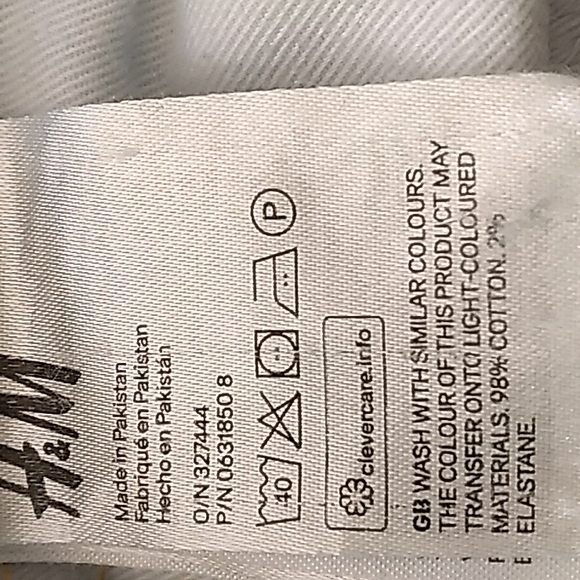 H&M
Made in Pakistan
Fabriqué en Pakistan
Hecho en Pakistán
O/N 327444
P/N 0631850 8
40 P
clevercare.info
GB WASH WITH SIMILAR COLOURS.
THE COLOUR OF THIS PRODUCT MAY
TRANSFER ONTO LIGHT-COLOURED
MATERIALS. 98% COTTON. 2%
ELASTANE.